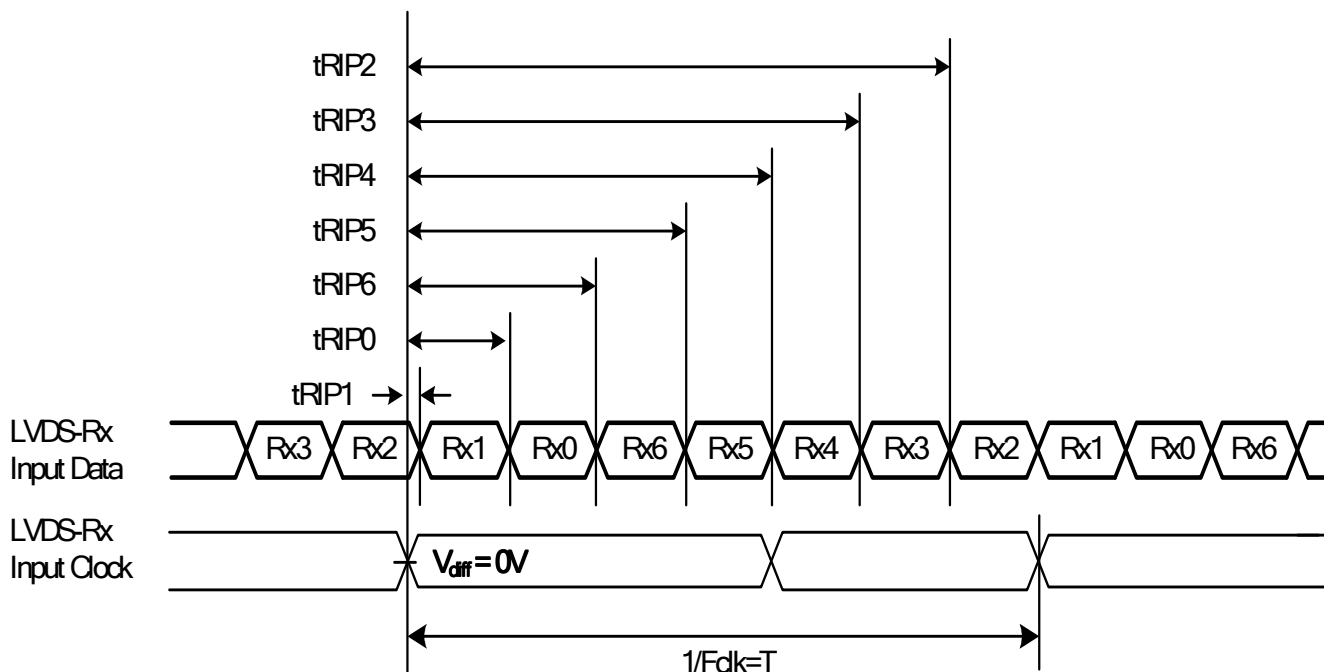 tRIP2
tRIP3
tRIP4
tRIP5
tRIP6
tRIP0
tRIP1
LVDS-Rx
Input Data
Rx3 Rx2 Rx1 Rx0 Rx6 Rx5 Rx4 Rx3 Rx2 Rx1 Rx0 Rx6
LVDS-Rx
Input Clock
Vdiff = 0V
1/Fclk=T